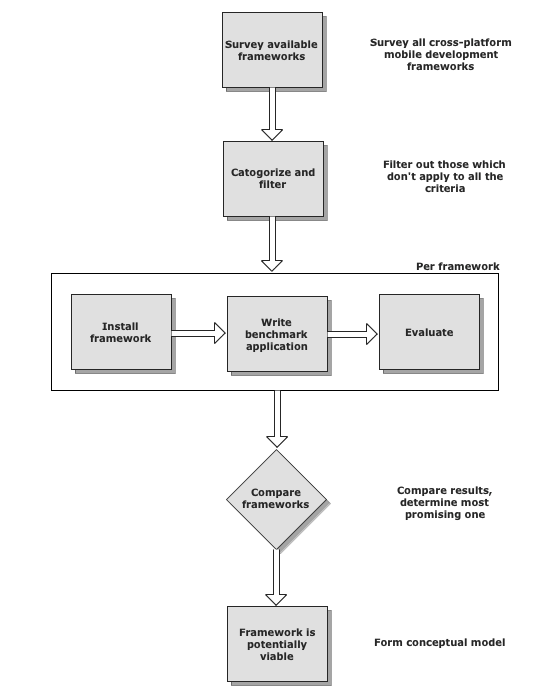 Survey available
frameworks
Survey all cross-platform
mobile development
frameworks
Catogorize and
filter
Filter out those which
don't apply to all the
criteria
Per framework
Install
framework
Write
benchmark
application
Evaluate
Compare
frameworks
Compare results,
determine most
promising one
Framework is
potentially
viable
Form conceptual model